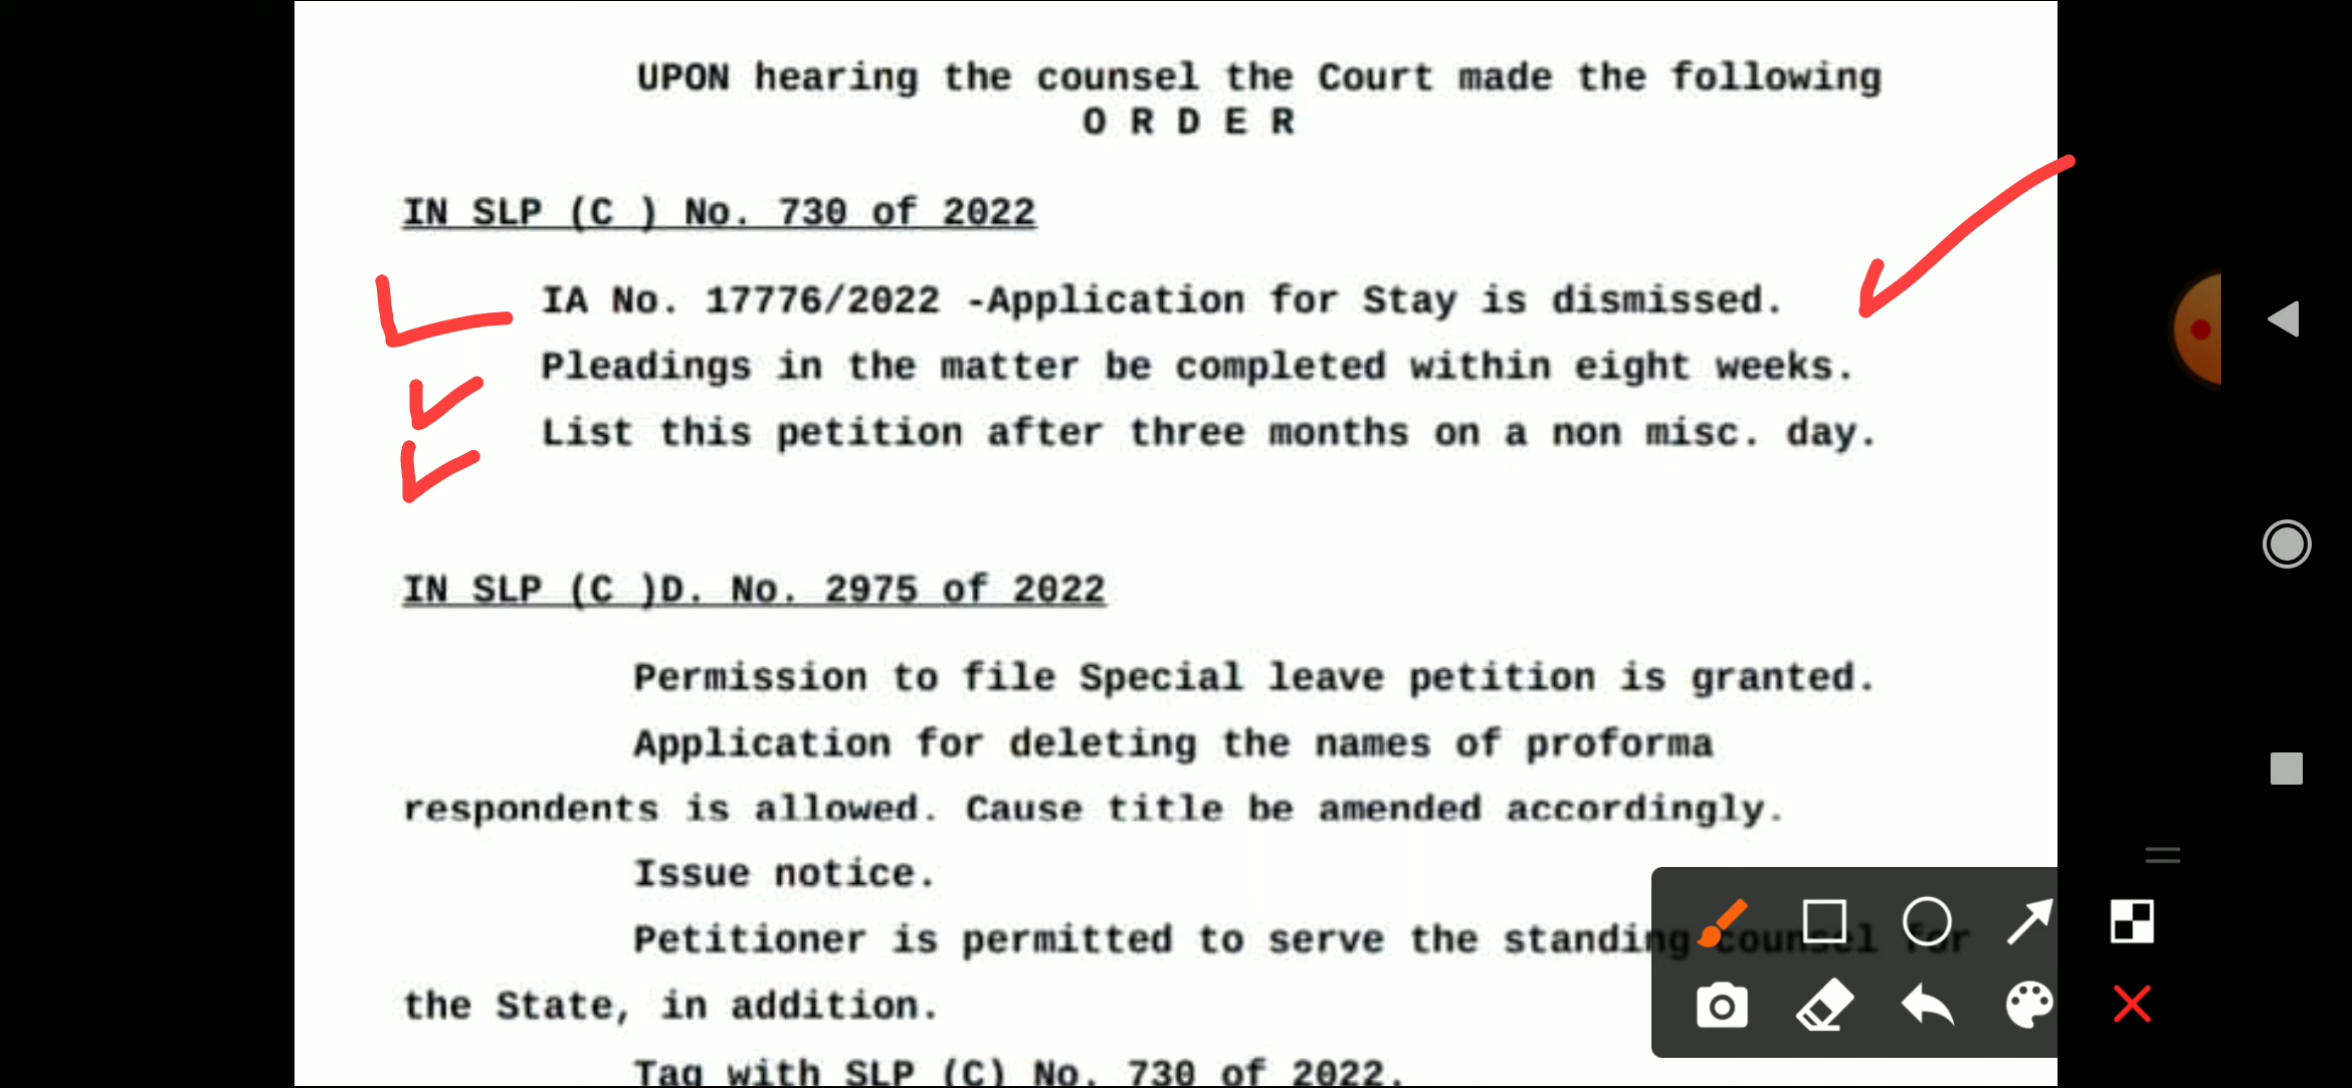 UPON hearing the counsel the Court made the following
O R D E R
IN SLP (C ) No. 730 of 2022
IA No. 17776/2022 -Application for Stay is dismissed.
Pleadings in the matter be completed within eight weeks.
List this petition after three months on a non misc. day.
IN SLP (C )D. No. 2975 of 2022
Permission to file Special leave petition is granted.
Application for deleting the names of proforma
respondents is allowed. Cause title be amended accordingly.
Issue notice.
Petitioner is permitted to serve the standing counsel for
the State, in addition.
Tag with SLP (C) No. 730 of 2022.